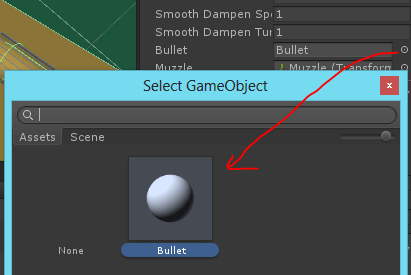 Smooth Dampen Spe 1
Smooth Dampen Tur 1
Bullet Bullet
Muzzle Muzzle (Transform
Select GameObject
x
Assets Scene
None Bullet